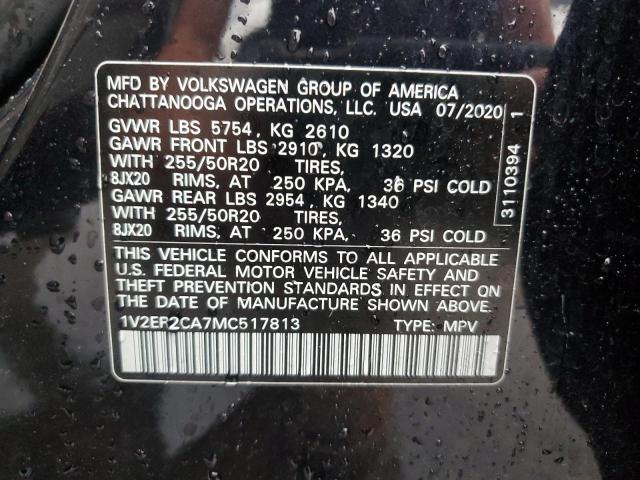 MFD BY VOLKSWAGEN GROUP OF AMERICA
CHATTANOOGA OPERATIONS, LLC. USA 07/2020
GVWR LBS 5754, KG 2610
GAWR FRONT LBS 2910, KG 1320
WITH 255/50R20 TIRES,
8JX20 RIMS, AT 250 KPA, 36 PSI COLD
GAWR REAR LBS 2954, KG 1340
WITH 255/50R20 TIRES,
8JX20 RIMS. AT 250 KPA, 36 PSI COLD
THIS VEHICLE CONFORMS TO ALL APPLICABLE
U.S. FEDERAL MOTOR VEHICLE SAFETY AND
THEFT PREVENTION STANDARDS IN EFFECT ON
THE DATE OF MANUFACTURE SHOWN ABOVE.
1V2ER2CA7MC517813 TYPE: MPV
3110394 1